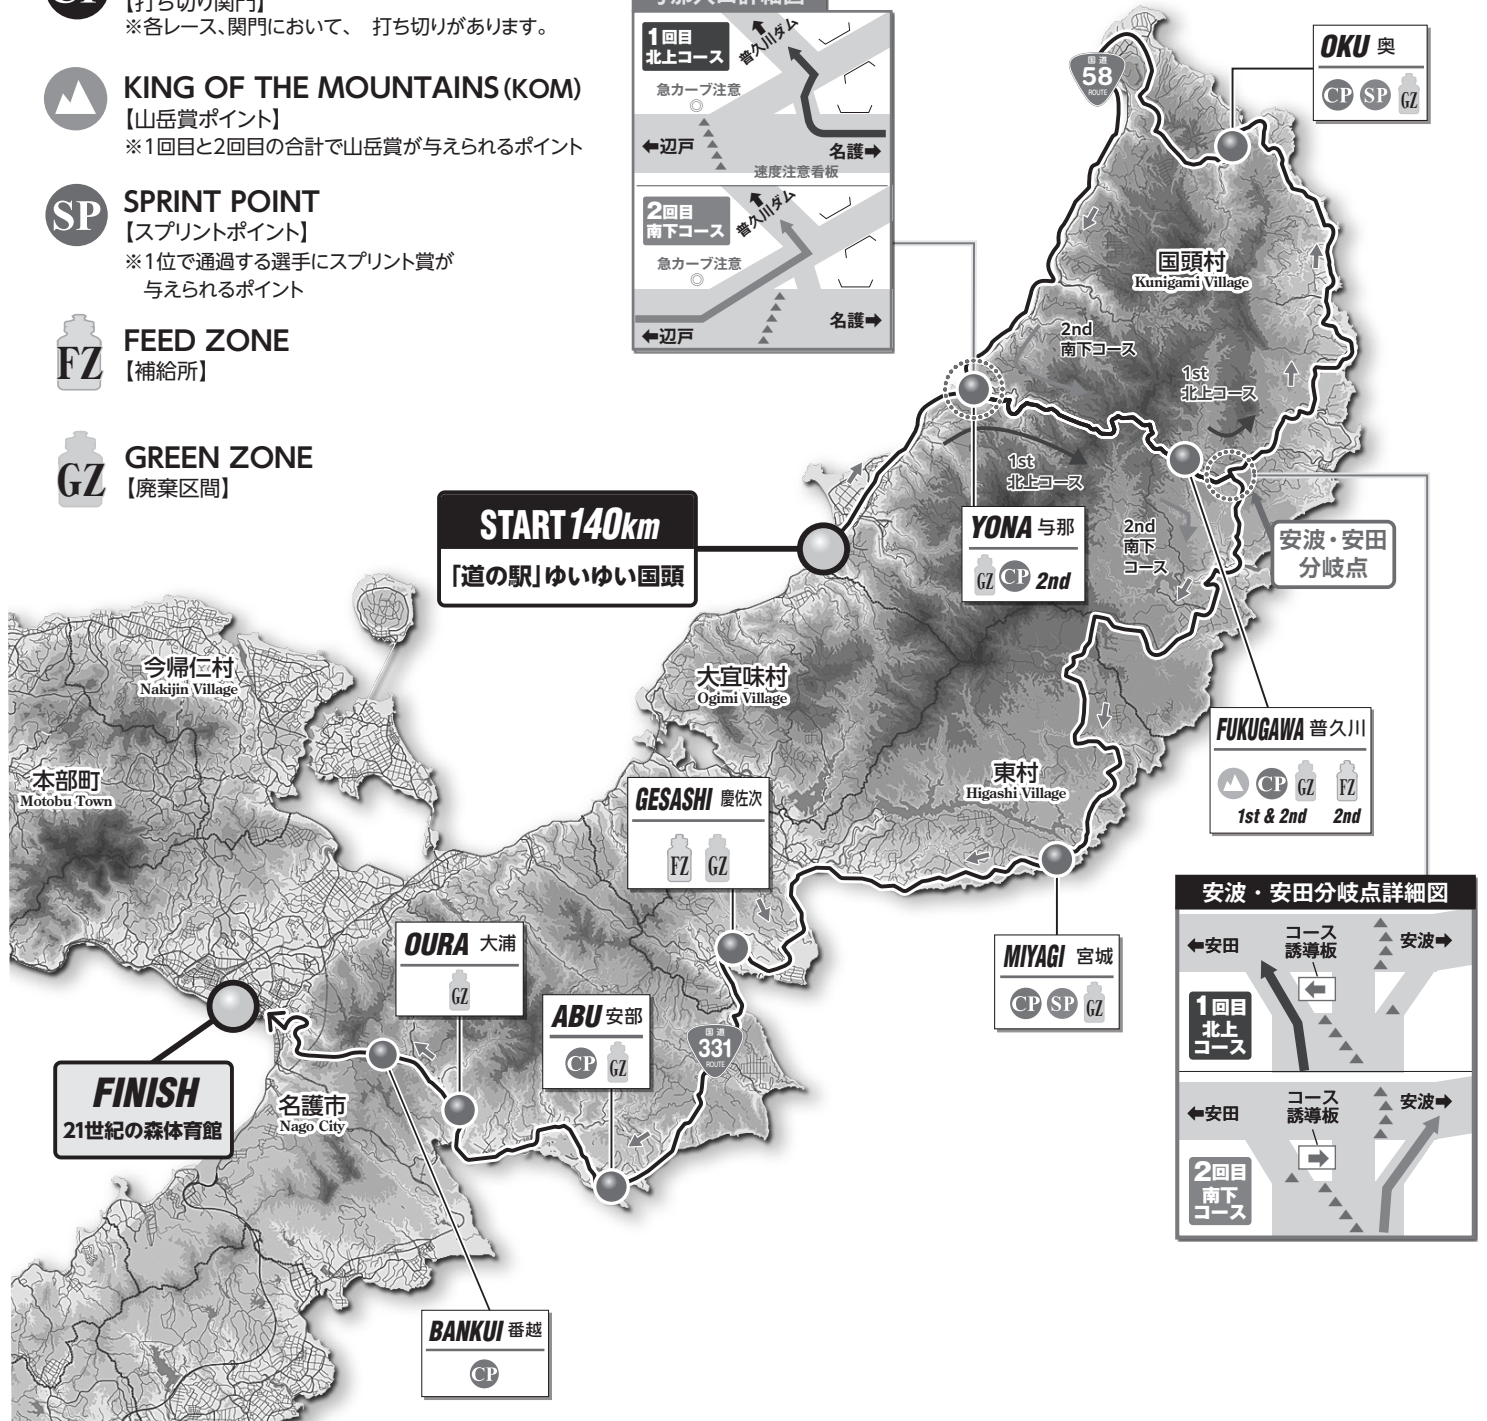 【打ち切り関門】
※各レース、関門において、 打ち切りがあります。
KING OF THE MOUNTAINS (KOM)
【山岳賞ポイント】
※1回目と2回目の合計で山岳賞が与えられるポイント
SP
SPRINT POINT
【スプリントポイント】
※1位で通過する選手にスプリント賞が
与えられるポイント
FZ
FEED ZONE
【補給所】
GZ
GREEN ZONE
【廃棄区間】
1回目
北上コース
普久川ダム
急カーブ注意
←辺戸
名護→
速度注意看板
2回目
南下コース
普久川ダム
急カーブ注意
←辺戸
名護→
国道
58
ROUTE
OKU 奥
CP SP GZ
国頭村
Kunigami Village
2nd
南下コース
1st
北上コース
1st
北上コース
2nd
南下
コース
YONA 与那
GZ CP 2nd
安波・安田
分岐点
START 140km
「道の駅」ゆいゆい国頭
今帰仁村
Nakijin Village
大宜味村
Ogimi Village
本部町
Motobu Town
東村
Higashi Village
FUKUGAWA 普久川
CP GZ FZ
1st & 2nd 2nd
GESASHI 慶佐次
FZ GZ
OURA 大浦
GZ
ABU 安部
CP GZ
MIYAGI 宮城
CP SP GZ
国道
331
ROUTE
FINISH
21世紀の森体育館
名護市
Nago City
BANKUI 番越
CP
安波・安田分岐点詳細図
←安田
コース
誘導板
安波→
1回目
北上
コース
←安田
コース
誘導板
安波→
2回目
南下
コース